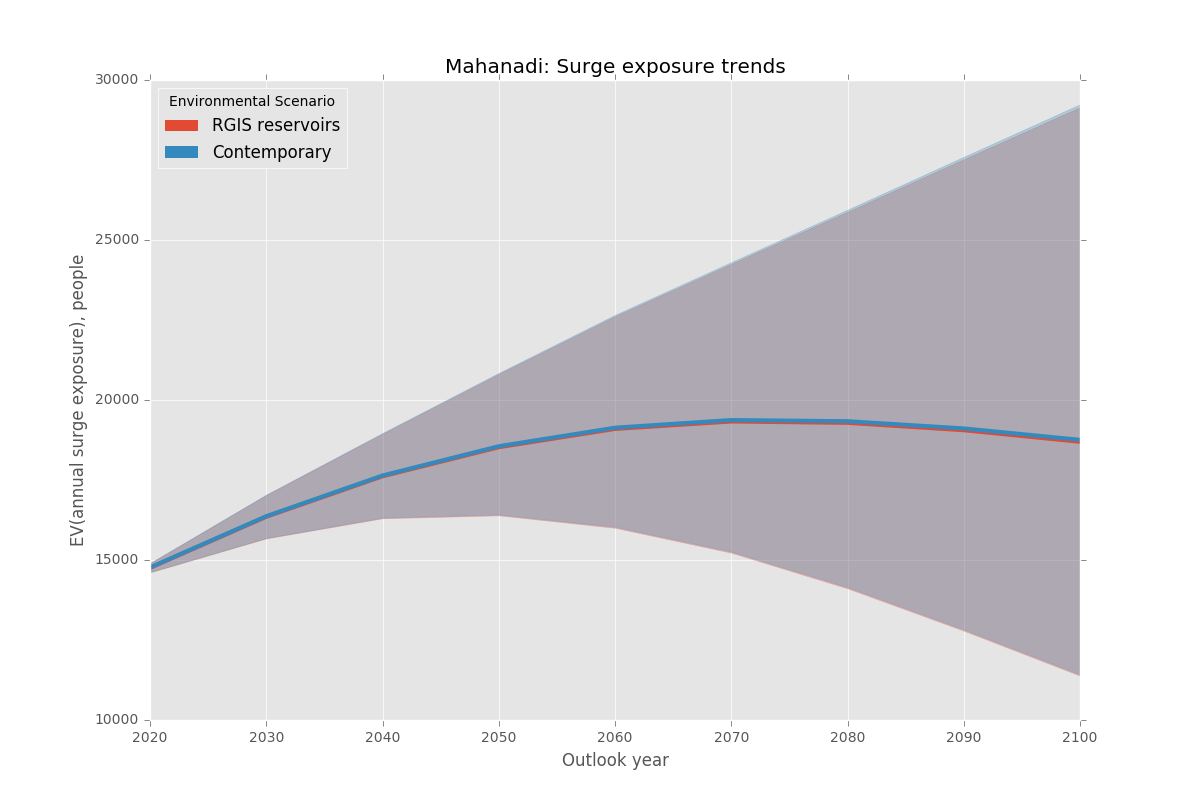 Mahanadi: Surge exposure trends
Environmental Scenario
RGIS reservoirs
Contemporary
EV(annual surge exposure), people
30000
25000
20000
15000
10000
2020 2030 2040 2050 2060 2070 2080 2090 2100
Outlook year